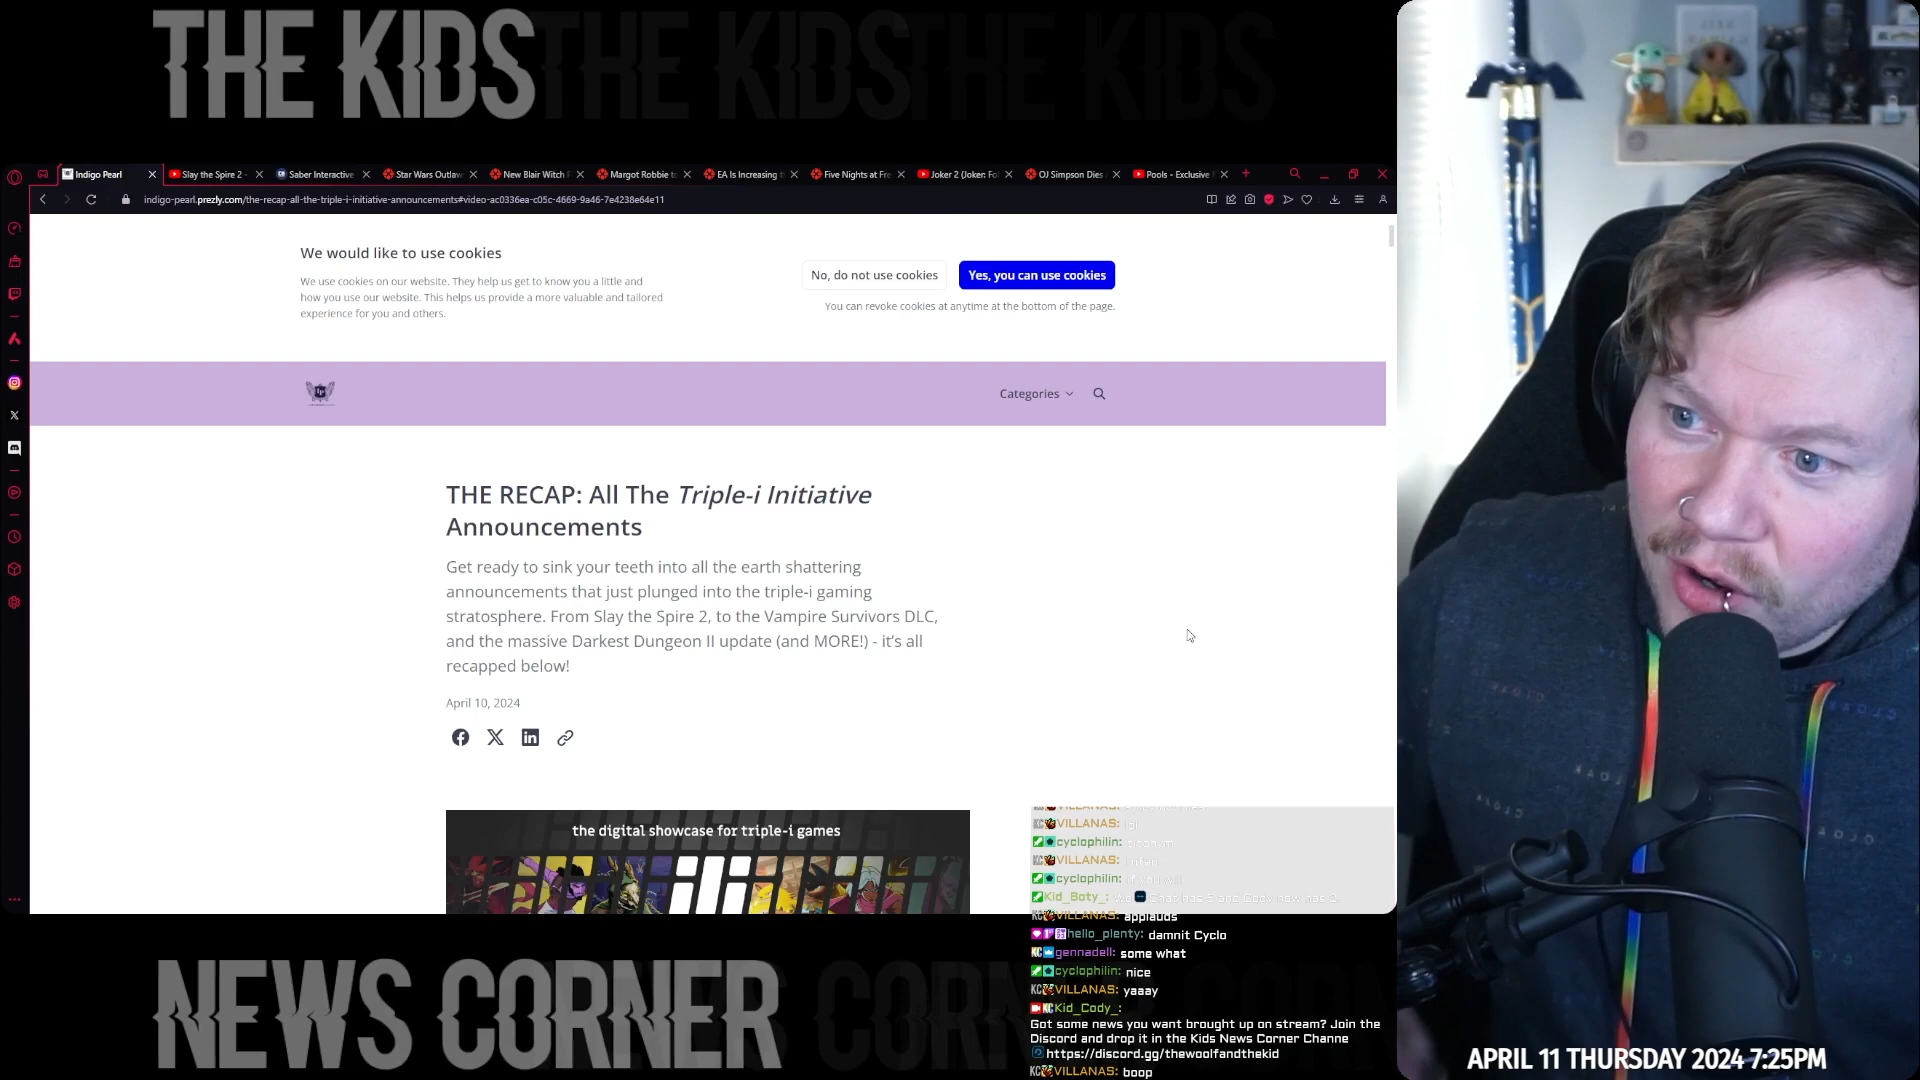 THE KIDS THE KIDS THE KIDS
Indigo Pearl
Slay the Spire 2 -
Saber Interactive
Star Wars Outlaw
New Blair Witch F
Margot Robbie to
EA Is Increasing t
Five Nights at Fre
Joker 2 (Joker: Fol
OJ Simpson Dies
Pools - Exclusive F
indigo-pearl.prezly.com/the-recap-all-the-triple-i-initiative-announcements#video-ac0336ea-c05c-4669-9a46-7e4238e64e11
We would like to use cookies
We use cookies on our website. They help us get to know you a little and
how you use our website. This helps us provide a more valuable and tailored
experience for you and others.
No, do not use cookies
Yes, you can use cookies
You can revoke cookies at anytime at the bottom of the page.
Categories
THE RECAP: All The Triple-i Initiative
Announcements
Get ready to sink your teeth into all the earth shattering
announcements that just plunged into the triple-i gaming
stratosphere. From Slay the Spire 2, to the Vampire Survivors DLC,
and the massive Darkest Dungeon II update (and MORE!) - it's all
recapped below!
April 10, 2024
the digital showcase for triple-i games
VILLANAS:
VILLANAS: lol
cyclophilin:
VILLANAS:
cyclophilin:
Kid_Boty_:
VILLANAS: applauds
hello_plenty: damnit Cyclo
gennadell: some what
cyclophilin: nice
VILLANAS: yaaay
Kid_Cody_:
Got some news you want brought up on stream? Join the
Discord and drop it in the Kids News Corner Channe
https://discord.gg/thewoolfandthekid
VILLANAS: boop
NEWS CORNER
APRIL 11 THURSDAY 2024 7:25PM